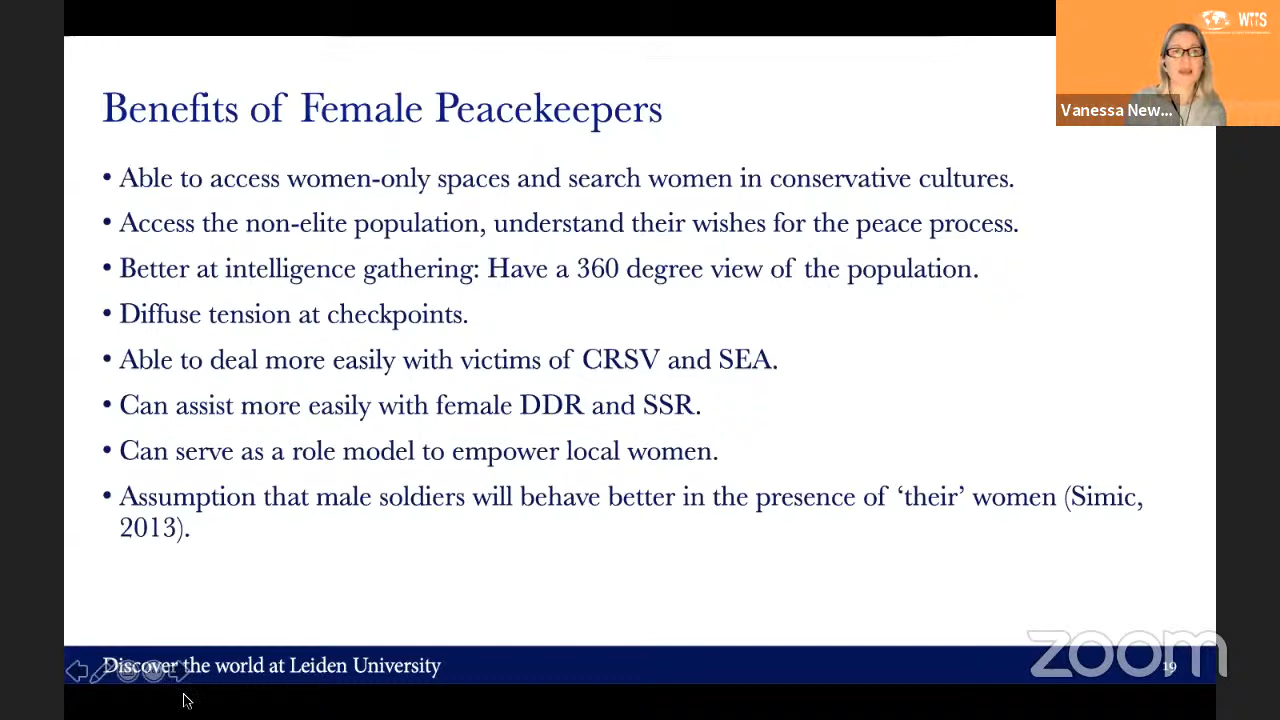 WIIS
Vanessa New...
Benefits of Female Peacekeepers
• Able to access women-only spaces and search women in conservative cultures.
• Access the non-elite population, understand their wishes for the peace process.
• Better at intelligence gathering: Have a 360 degree view of the population.
• Diffuse tension at checkpoints.
• Able to deal more easily with victims of CRSV and SEA.
• Can assist more easily with female DDR and SSR.
• Can serve as a role model to empower local women.
• Assumption that male soldiers will behave better in the presence of ‘their’ women (Simic,
2013).
Discover the world at Leiden University
zoom
19